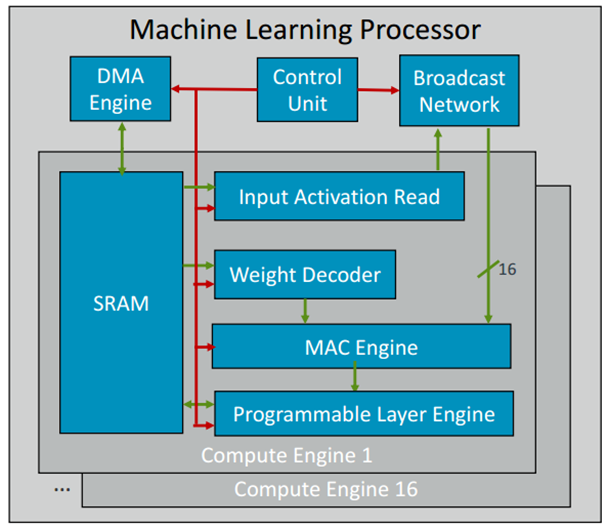 Machine Learning Processor
DMA
Engine
Control
Unit
Broadcast
Network
Input Activation Read
Weight Decoder
16
SRAM
MAC Engine
Programmable Layer Engine
Compute Engine 1
...
Compute Engine 16